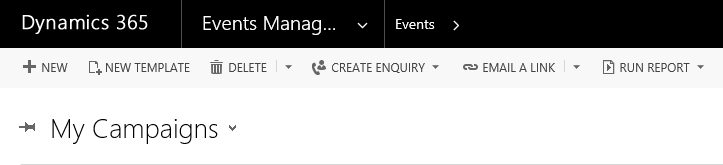 Dynamics 365 Events Manag... Events
NEW NEW TEMPLATE DELETE CREATE ENQUIRY EMAIL A LINK RUN REPORT
My Campaigns